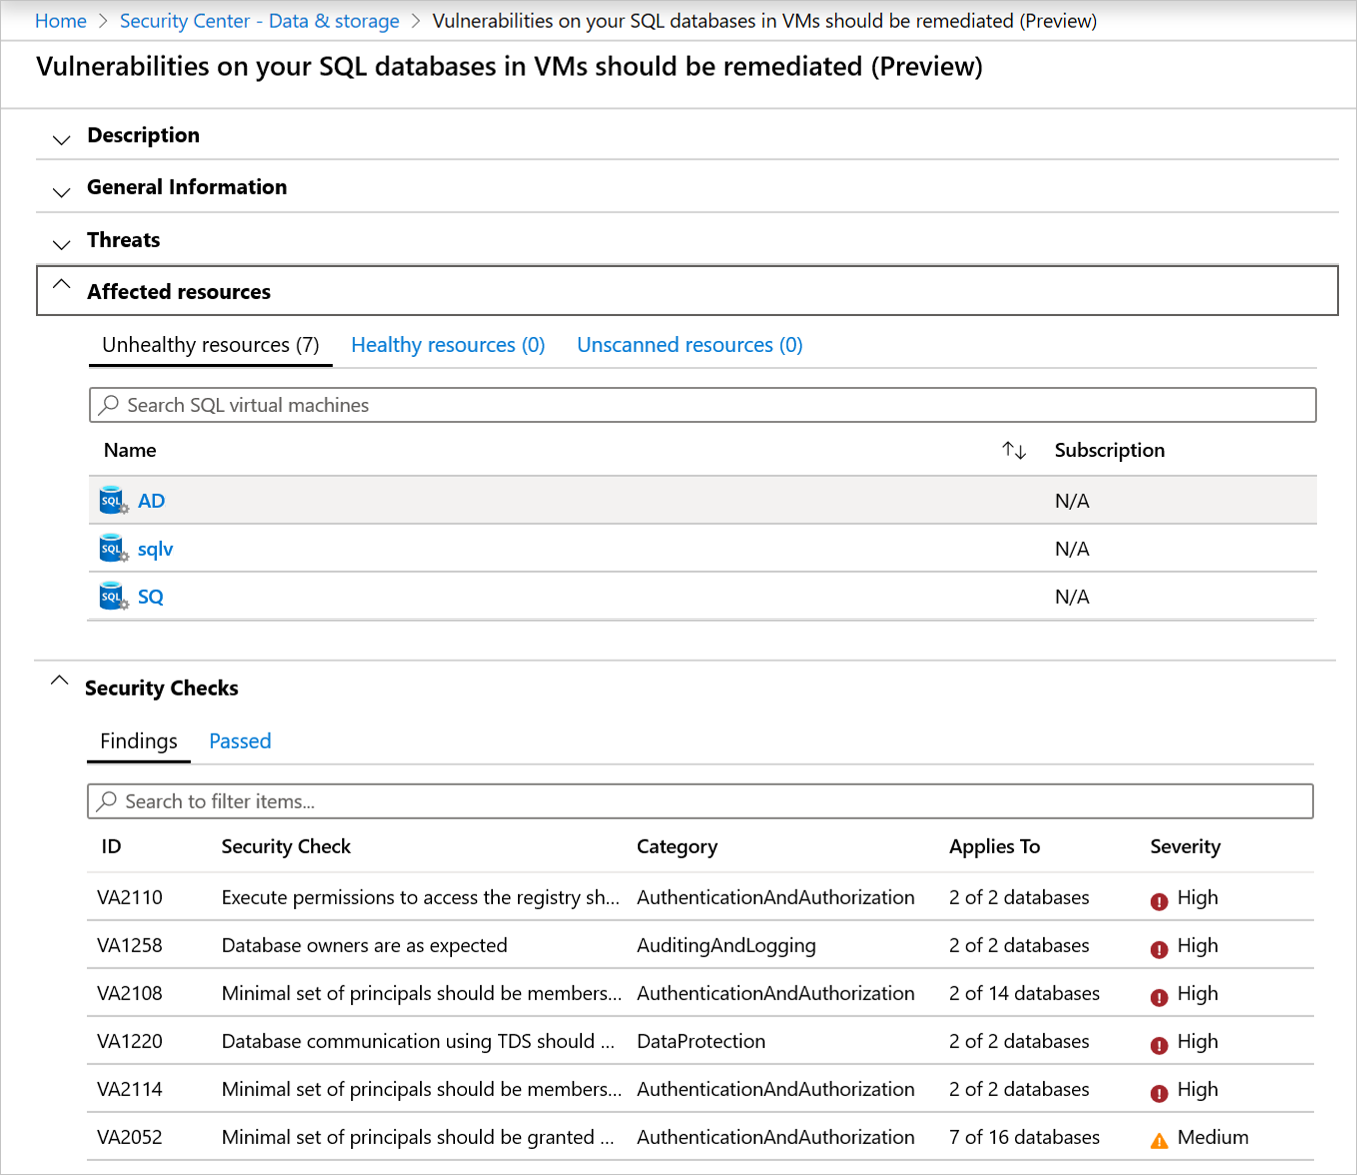 Home > Security Center - Data & storage > Vulnerabilities on your SQL databases in VMs should be remediated (Preview)
Vulnerabilities on your SQL databases in VMs should be remediated (Preview)
Description
General Information
Threats
Affected resources
Unhealthy resources (7) Healthy resources (0) Unscanned resources (0)
Search SQL virtual machines
Name ↑↓ Subscription
SQL AD N/A
SQL sqlv N/A
SQL SQ N/A
Security Checks
Findings Passed
Search to filter items...
ID Security Check Category Applies To Severity
VA2110 Execute permissions to access the registry sh... AuthenticationAndAuthorization 2 of 2 databases High
VA1258 Database owners are as expected AuditingAndLogging 2 of 2 databases High
VA2108 Minimal set of principals should be members... AuthenticationAndAuthorization 2 of 14 databases High
VA1220 Database communication using TDS should ... DataProtection 2 of 2 databases High
VA2114 Minimal set of principals should be members... AuthenticationAndAuthorization 2 of 2 databases High
VA2052 Minimal set of principals should be granted ... AuthenticationAndAuthorization 7 of 16 databases Medium